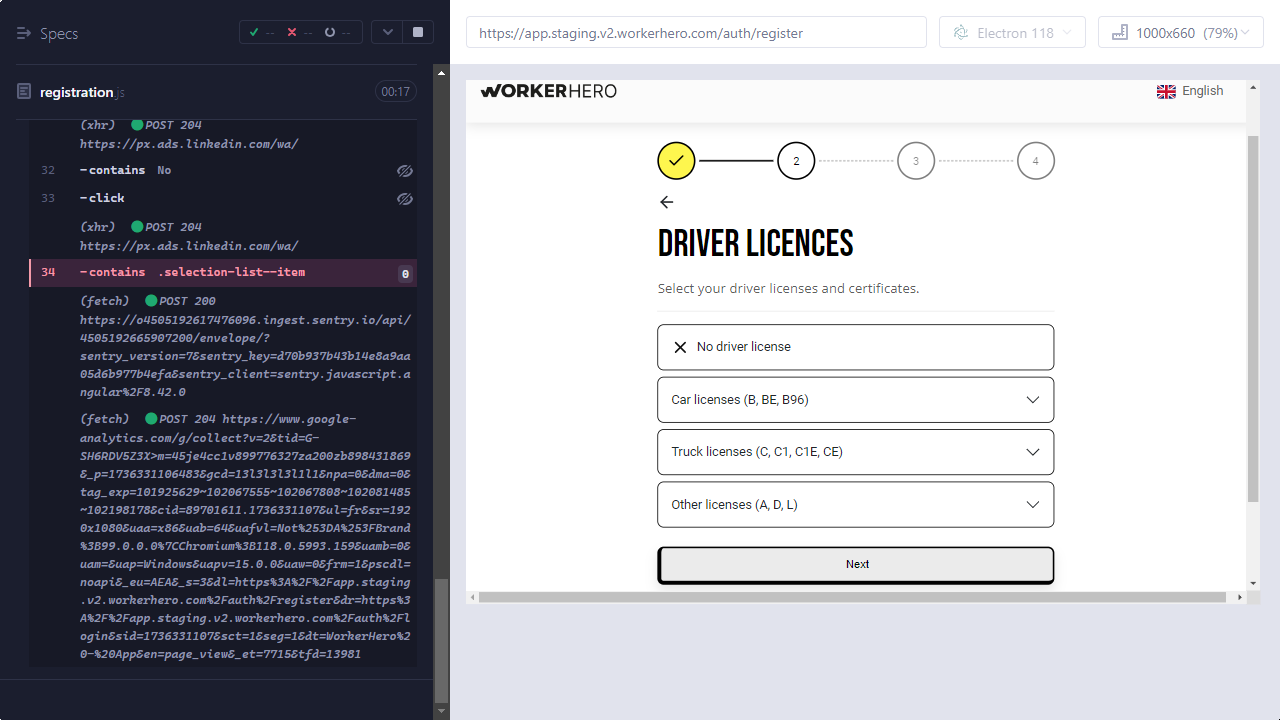 Specs
-- -- --
registration.js
00:17
(xhr) POST 204
https://px.ads.linkedin.com/wa/
32 -contains No
33 -click
(xhr) POST 204
https://px.ads.linkedin.com/wa/
34 -contains .selection-list--item 0
(fetch) POST 200
https://o4505192617476096.ingest.sentry.io/api/
4505192665907200/envelope/?
sentry_version=7&sentry_key=d70b937b43b14e8a9aa
05d6b977b4efa&sentry_client=sentry.javascript.a
ngular%2F8.42.0
(fetch) POST 204 https://www.google-
analytics.com/g/collect?v=2&tid=G-
SH6RDV5Z3X>m=45je4cc1v899776327za200zb898431869
&_p=1736331106483&gcd=13l3l3l3l1l1&npa=0&dma=0&
tag_exp=101925629~102067555~102067808~102081485
~102198178&cid=89701611.1736331107&ul=fr&sr=192
0x1080&uaa=x86&uab=64&uafvl=Not%253DA%253FBrand
%3B99.0.0.0%7CChromium%3B118.0.5993.159&uamb=0&
uam=&uap=Windows&uapv=15.0.0&uaw=0&frm=1&pscdl=
noapi&_eu=AEA&_s=3&dl=https%3A%2F%2Fapp.staging
.v2.workerhero.com%2Fauth%2Fregister&dr=https%3
A%2F%2Fapp.staging.v2.workerhero.com%2Fauth%2Fl
ogin&sid=1736331107&sct=1&seg=1&dt=WorkerHero%2
0-%20App&en=page_view&_et=7715&tfd=13981
https://app.staging.v2.workerhero.com/auth/register
Electron 118
1000x660 (79%)
WORKERHERO
English
2 3 4
DRIVER LICENCES
Select your driver licenses and certificates.
No driver license
Car licenses (B, BE, B96)
Truck licenses (C, C1, C1E, CE)
Other licenses (A, D, L)
Next